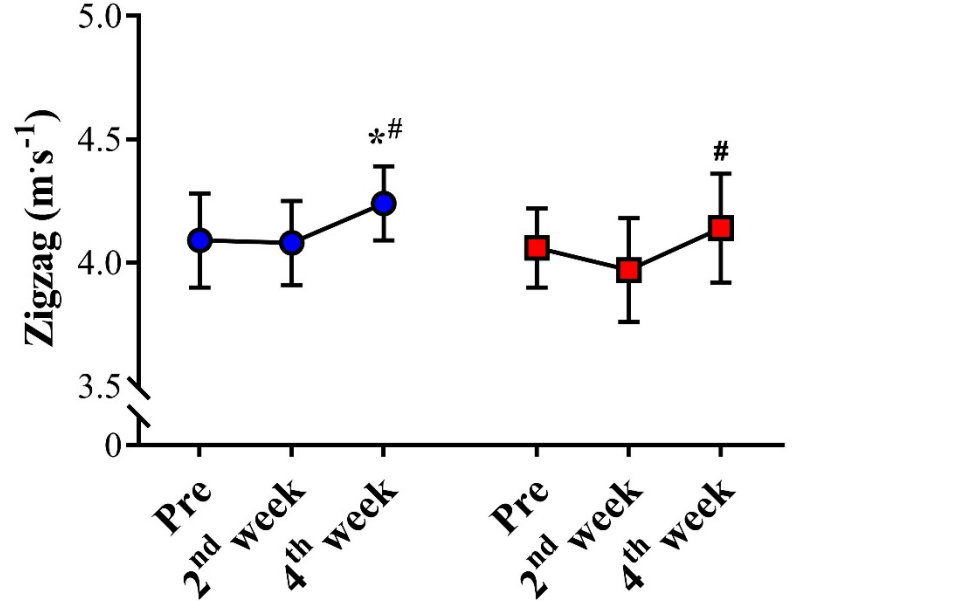 5.0
4.5
4.0
3.5
0
Zigzag (m·s⁻¹)
*#
#
Pre
2nd week
4th week
Pre
2nd week
4th week